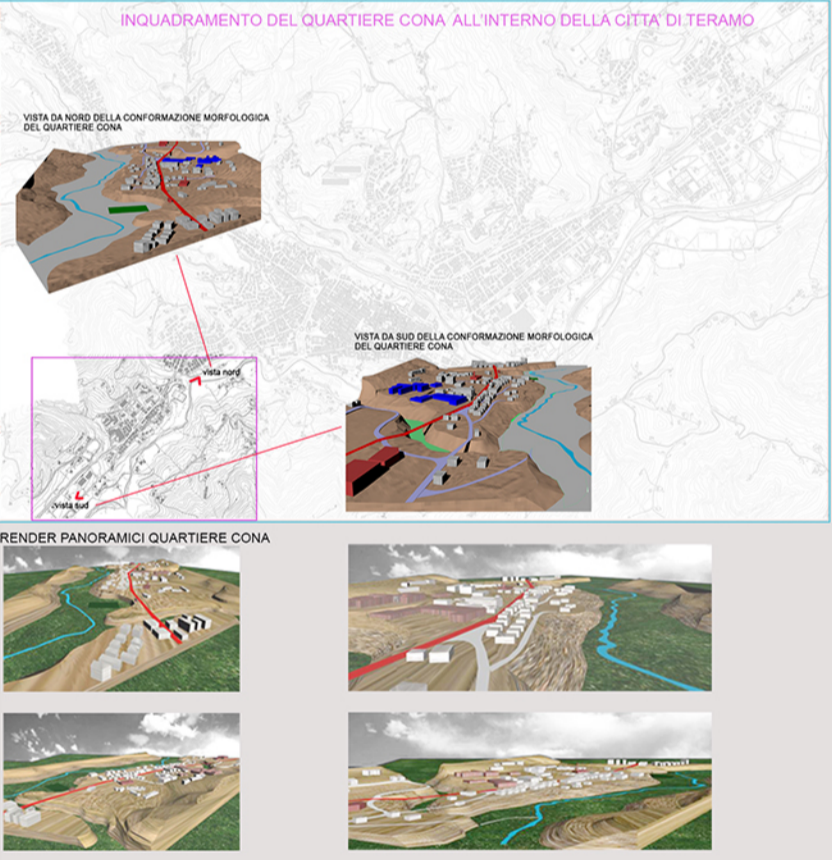 INQUADRAMENTO DEL QUARTIERE CONA ALL'INTERNO DELLA CITTA' DI TERAMO
VISTA DA NORD DELLA CONFORMAZIONE MORFOLOGICA
DEL QUARTIERE CONA
VISTA DA SUD DELLA CONFORMAZIONE MORFOLOGICA
DEL QUARTIERE CONA
vista nord
vista sud
RENDER PANORAMICI QUARTIERE CONA